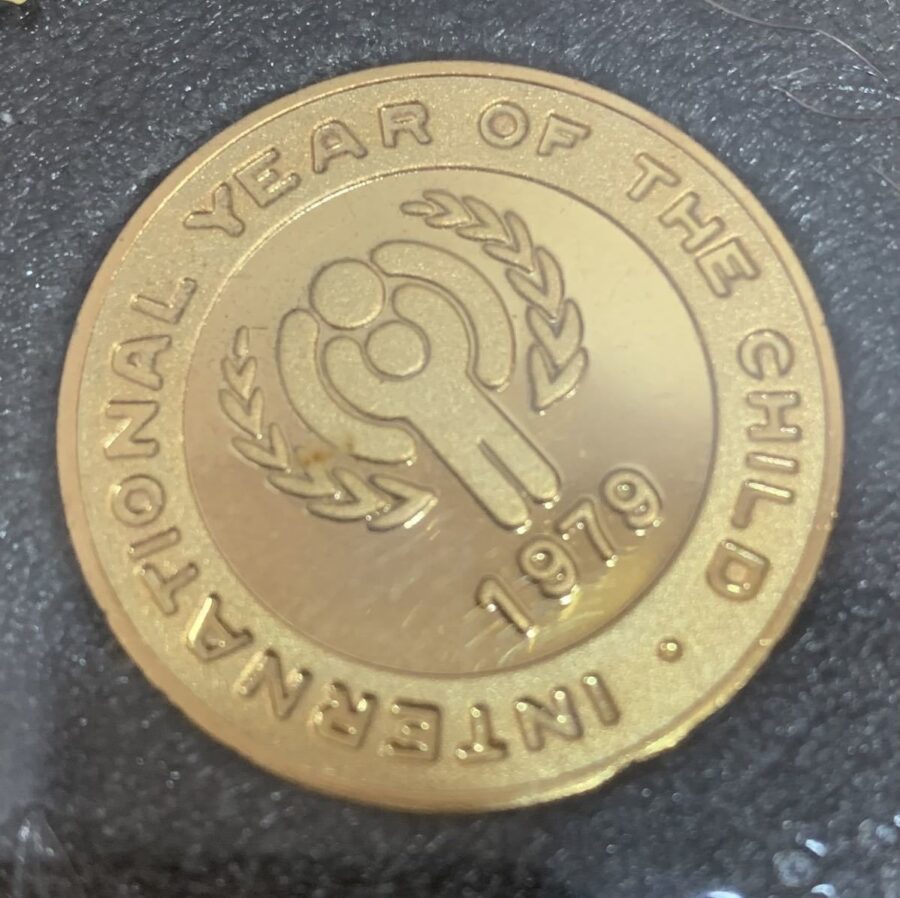 INTERNATIONAL YEAR OF THE CHILD •
1979